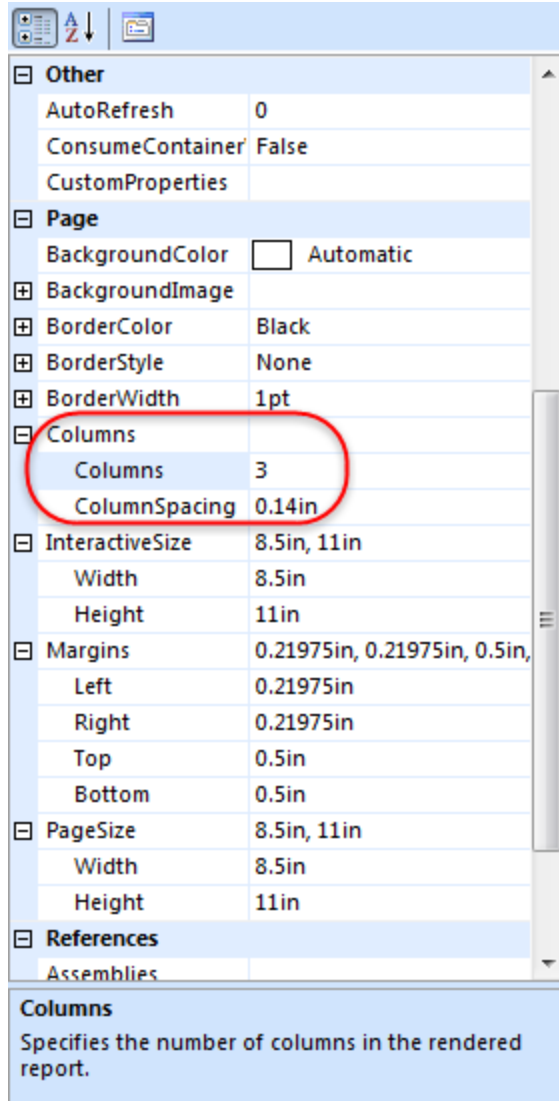 A
Z
Other
AutoRefresh 0
ConsumeContainer False
CustomProperties
Page
BackgroundColor Automatic
BackgroundImage
BorderColor Black
BorderStyle None
BorderWidth 1pt
Columns
Columns 3
ColumnSpacing 0.14in
InteractiveSize 8.5in, 11in
Width 8.5in
Height 11in
Margins 0.21975in, 0.21975in, 0.5in,
Left 0.21975in
Right 0.21975in
Top 0.5in
Bottom 0.5in
PageSize 8.5in, 11in
Width 8.5in
Height 11in
References
Assemblies
Columns
Specifies the number of columns in the rendered
report.